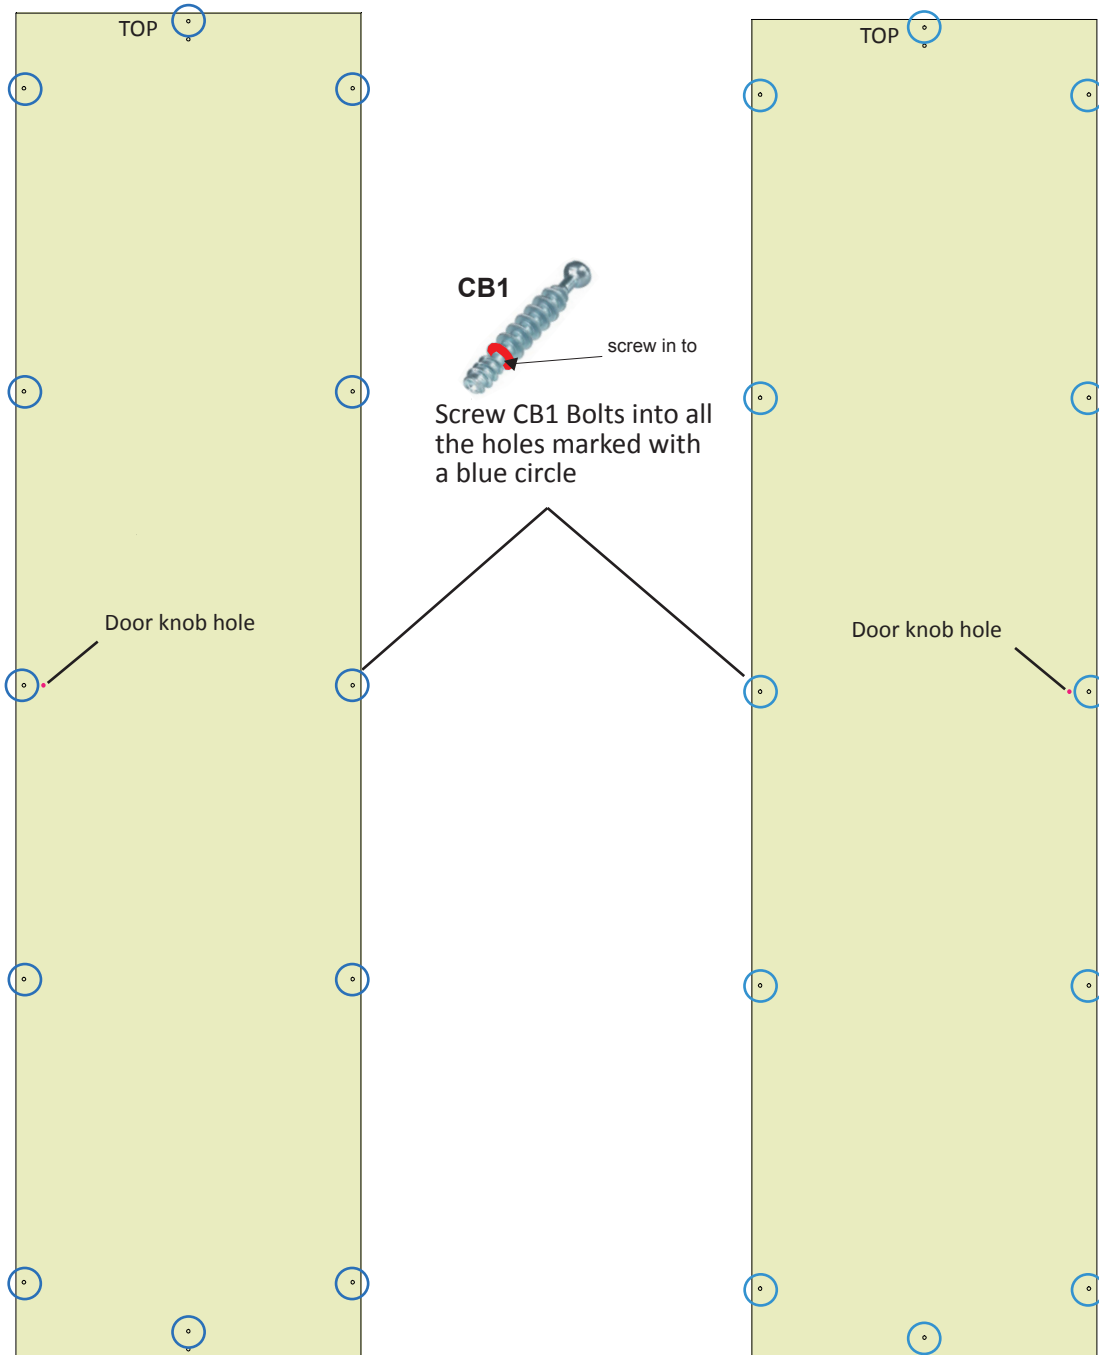 TOP
TOP
CB1
screw in to
Screw CB1 Bolts into all
the holes marked with
a blue circle
Door knob hole
Door knob hole